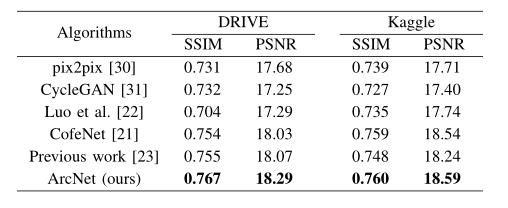 Algorithms DRIVE Kaggle
SSIM PSNR SSIM PSNR
pix2pix [30] 0.731 17.68 0.739 17.71
CycleGAN [31] 0.732 17.25 0.727 17.40
Luo et al. [22] 0.704 17.29 0.735 17.74
CofeNet [21] 0.754 18.03 0.759 18.54
Previous work [23] 0.755 18.07 0.748 18.24
ArcNet (ours) 0.767 18.29 0.760 18.59